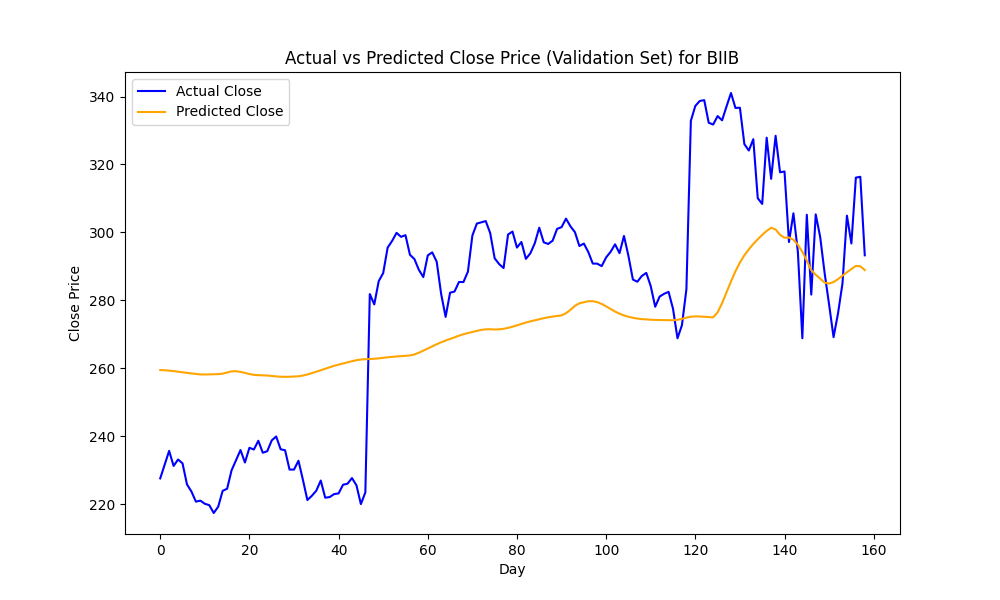 Actual vs Predicted Close Price (Validation Set) for BIIB
Actual Close
Predicted Close
Close Price
340
320
300
280
260
240
220
0 20 40 60 80 100 120 140 160
Day